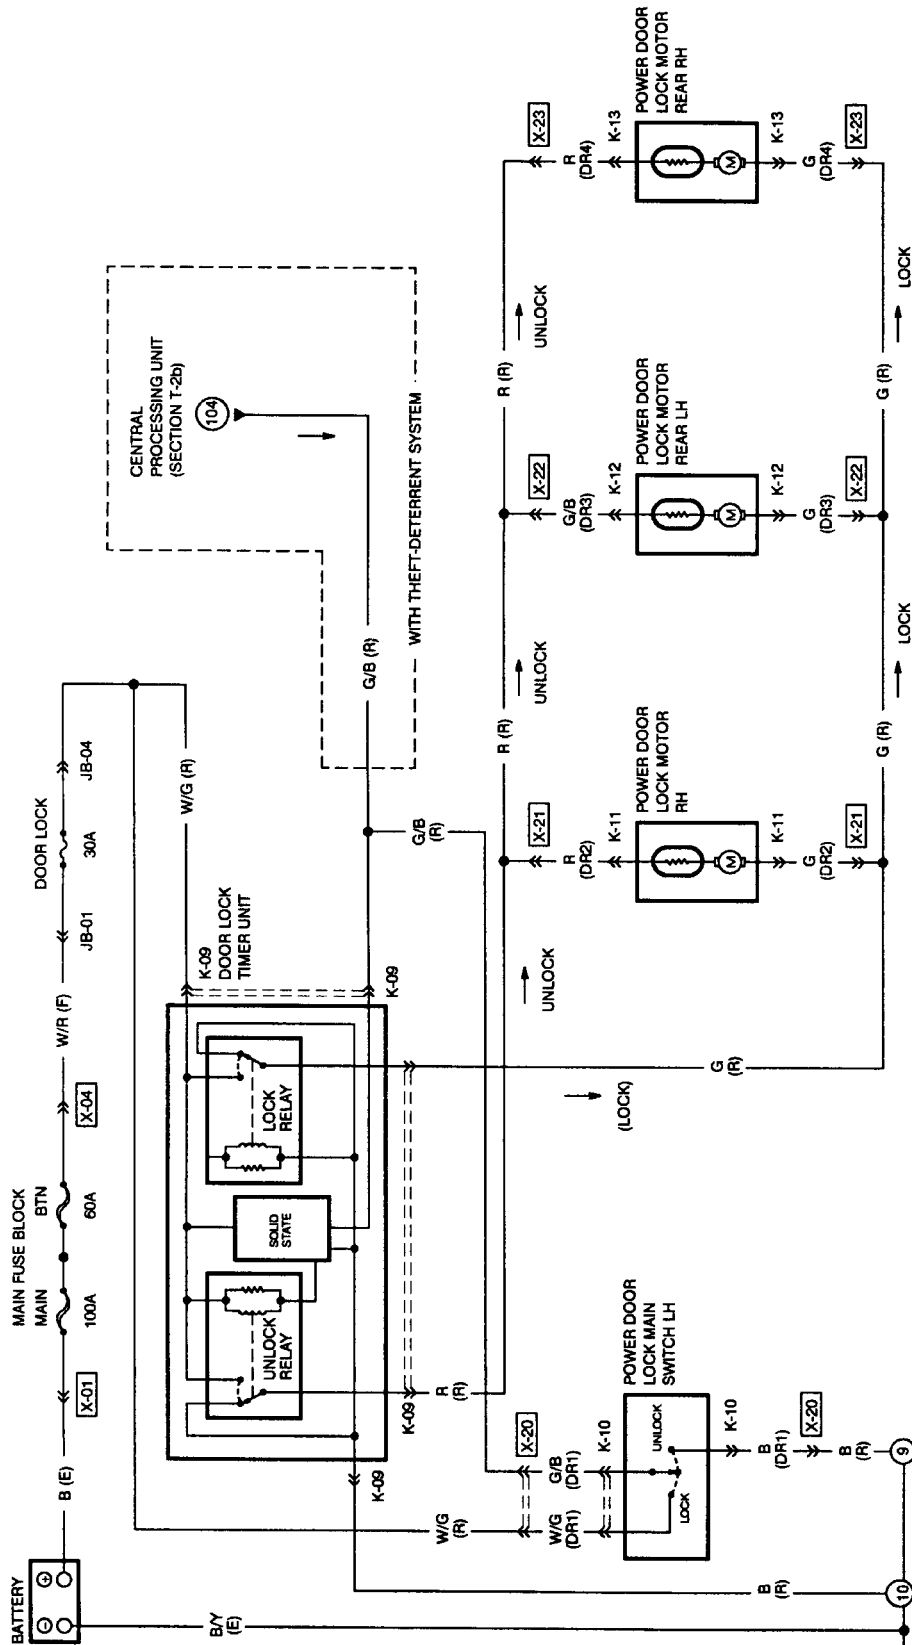 BATTERY
B (E)
B/Y
(E)
X-01
MAIN FUSE BLOCK
MAIN
BTN
100A
60A
X-04
W/R (F)
JB-01
DOOR LOCK
30A
JB-04
W/G (R)
CENTRAL
PROCESSING UNIT
(SECTION T-2b)
104
G/B (R)
WITH THEFT-DETERRENT SYSTEM
G/B
(R)
K-09
DOOR LOCK
TIMER UNIT
K-09
LOCK
RELAY
SOLID
STATE
UNLOCK
RELAY
K-09
K-09
R
(R)
(LOCK)
G
(R)
UNLOCK
R (R)
UNLOCK
R (R)
UNLOCK
W/G
(R)
X-20
W/G
(DR1)
G/B
(DR1)
K-10
POWER DOOR
LOCK MAIN
SWITCH LH
LOCK
UNLOCK
K-10
B
(DR1)
X-20
B
(R)
9
B
(R)
10
X-21
R
(DR2)
K-11
POWER DOOR
LOCK MOTOR
RH
M
K-11
G
(DR2)
X-21
X-22
G/B
(DR3)
K-12
POWER DOOR
LOCK MOTOR
REAR LH
M
K-12
G
(DR3)
X-22
X-23
R
(DR4)
K-13
POWER DOOR
LOCK MOTOR
REAR RH
M
K-13
G
(DR4)
X-23
G (R)
LOCK
G (R)
LOCK